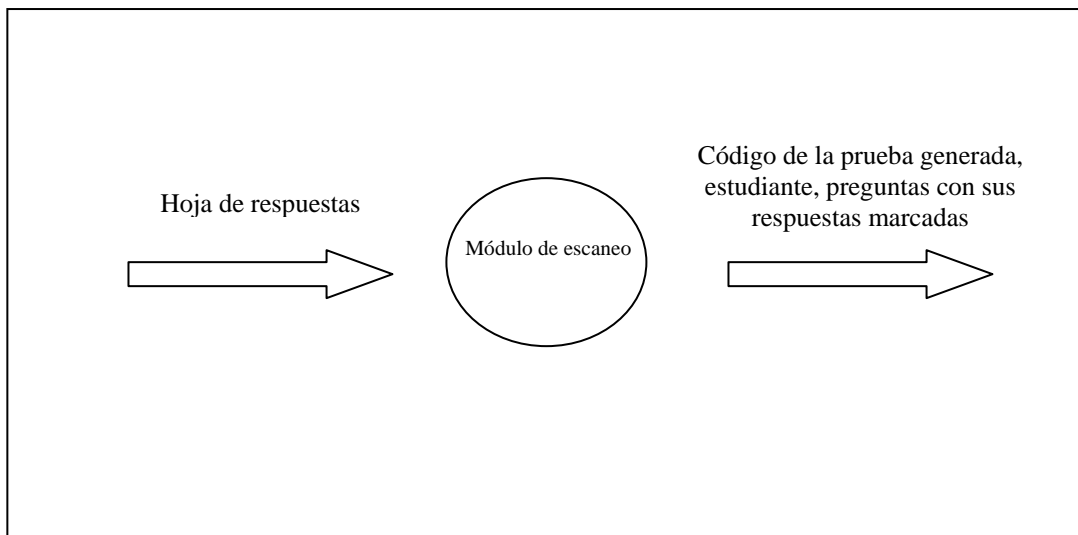 Hoja de respuestas
Módulo de escaneo
Código de la prueba generada,
estudiante, preguntas con sus
respuestas marcadas